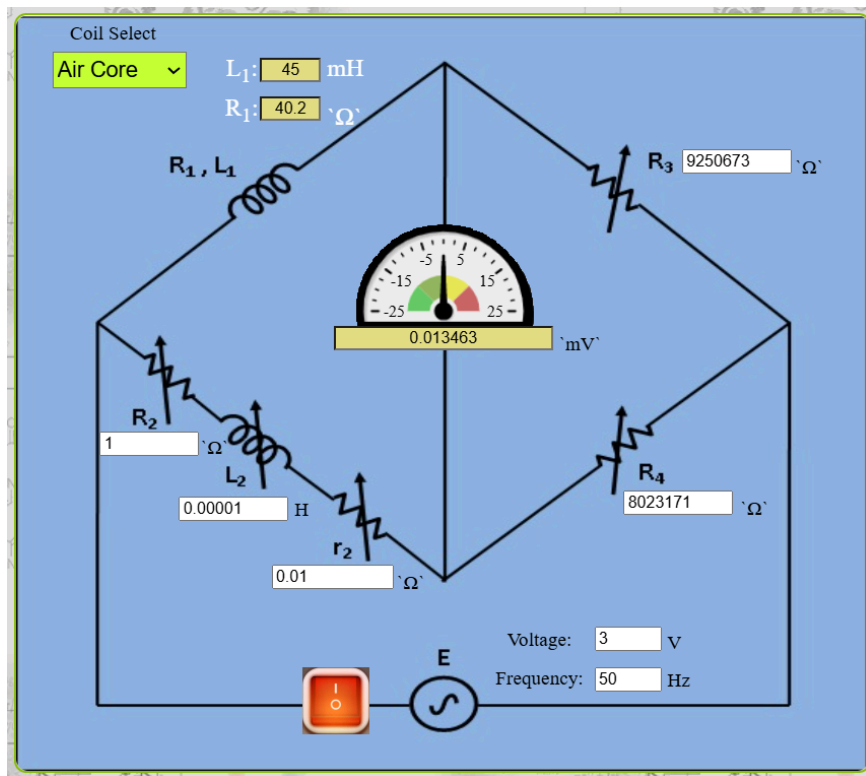 Coil Select
Air Core
L₁: 45 mH
R₁: 40.2 `Ω`
R₁ , L₁
R₃ 9250673 `Ω`
-25 -15 -5 5 15 25
0.013463 `mV`
R₂
1 `Ω`
L₂
0.00001 H
r₂
0.01 `Ω`
R₄
8023171 `Ω`
Voltage: 3 V
E
Frequency: 50 Hz